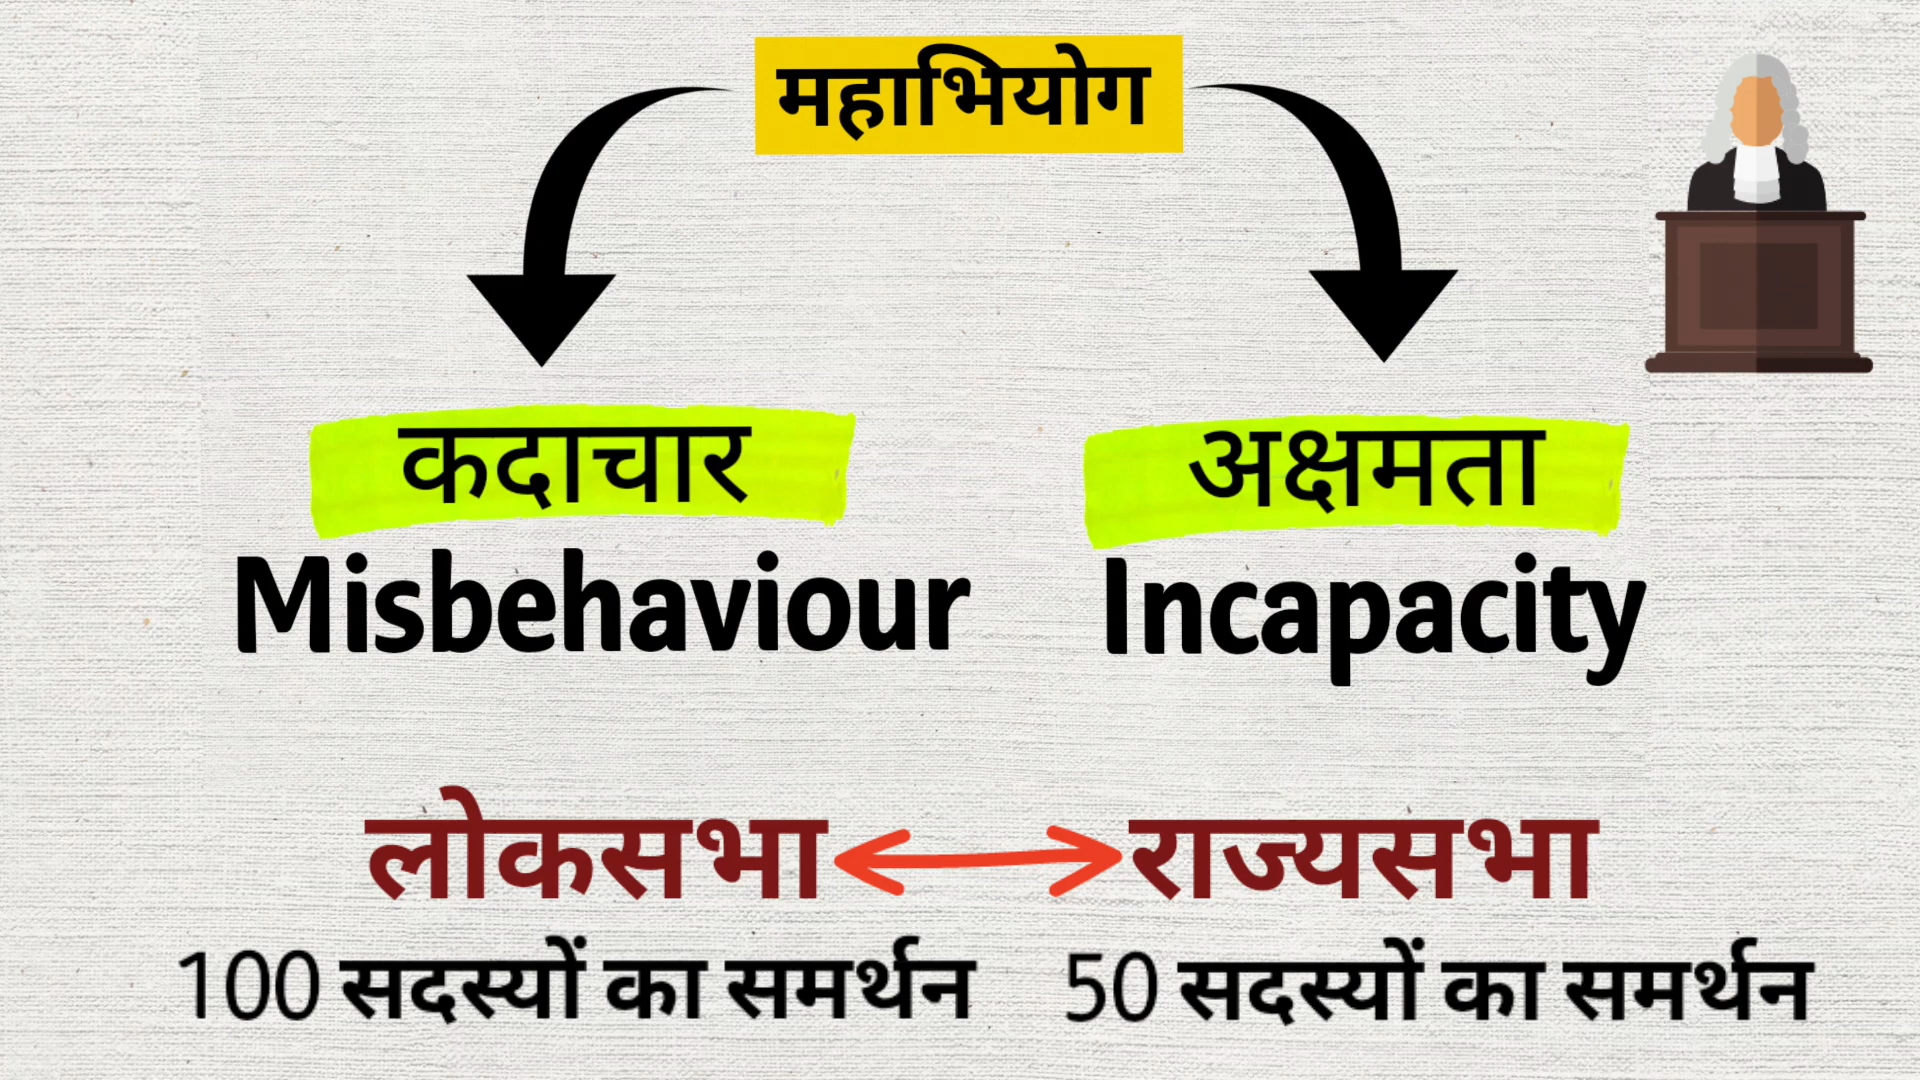 महाभियोग
कदाचार
अक्षमता
Misbehaviour
Incapacity
लोकसभा
राज्यसभा
100 सदस्यों का समर्थन
50 सदस्यों का समर्थन